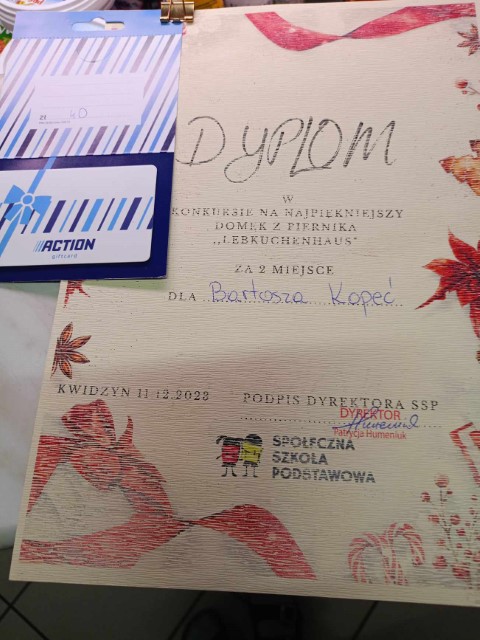 40
ACTION
giftcard
DYPLOM
W
KONKURSIE NA NAJPIĘKNIEJSZY
DOMEK Z PIERNIKA
„LEBKUCHENHAUS"
ZA 2 MIEJSCE
DLA Bartosza Kopeć
KWIDZYN 11.12.2023
PODPIS DYREKTORA SSP
DYREKTOR
Patrycja Humeniuk
SPOŁECZNA
SZKOŁA
PODSTAWOWA